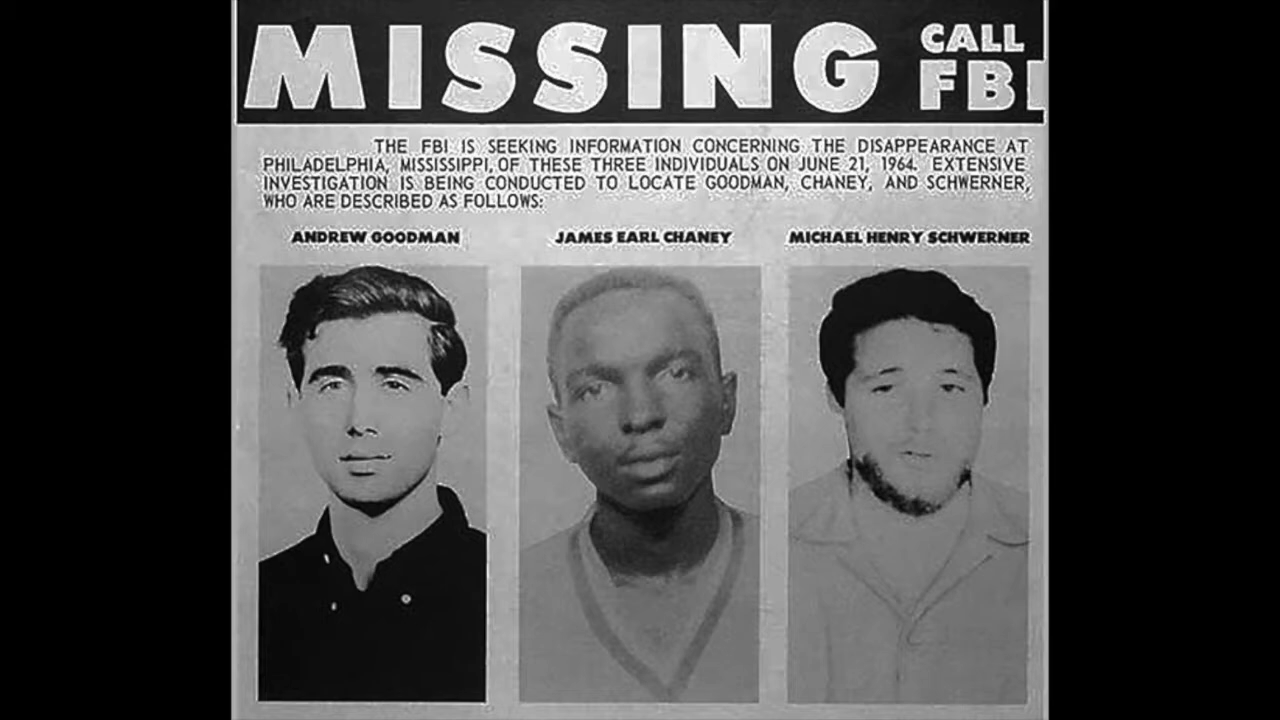 MISSING CALL FBI
THE FBI IS SEEKING INFORMATION CONCERNING THE DISAPPEARANCE AT
PHILADELPHIA, MISSISSIPPI, OF THESE THREE INDIVIDUALS ON JUNE 21, 1964. EXTENSIVE
INVESTIGATION IS BEING CONDUCTED TO LOCATE GOODMAN, CHANEY, AND SCHWERNER,
WHO ARE DESCRIBED AS FOLLOWS:
ANDREW GOODMAN JAMES EARL CHANEY MICHAEL HENRY SCHWERNER